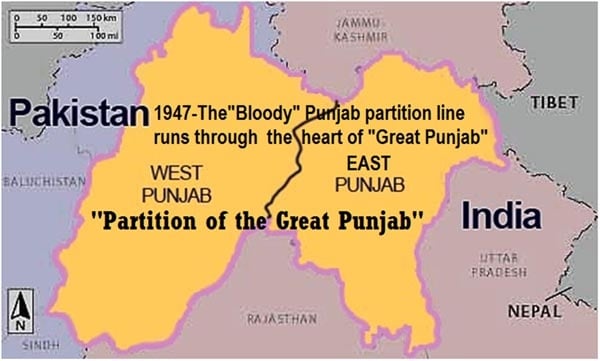 0 50 100 150 km
0 50 100 mi
JAMMU-
KASHMIR
TIBET
Pakistan
1947-The"Bloody" Punjab partition line
runs through the heart of "Great Punjab"
WEST
PUNJAB
EAST
PUNJAB
BALUCHISTAN
"Partition of the Great Punjab"
India
UTTAR
PRADESH
NEPAL
N
RAJASTHAN
SINDH